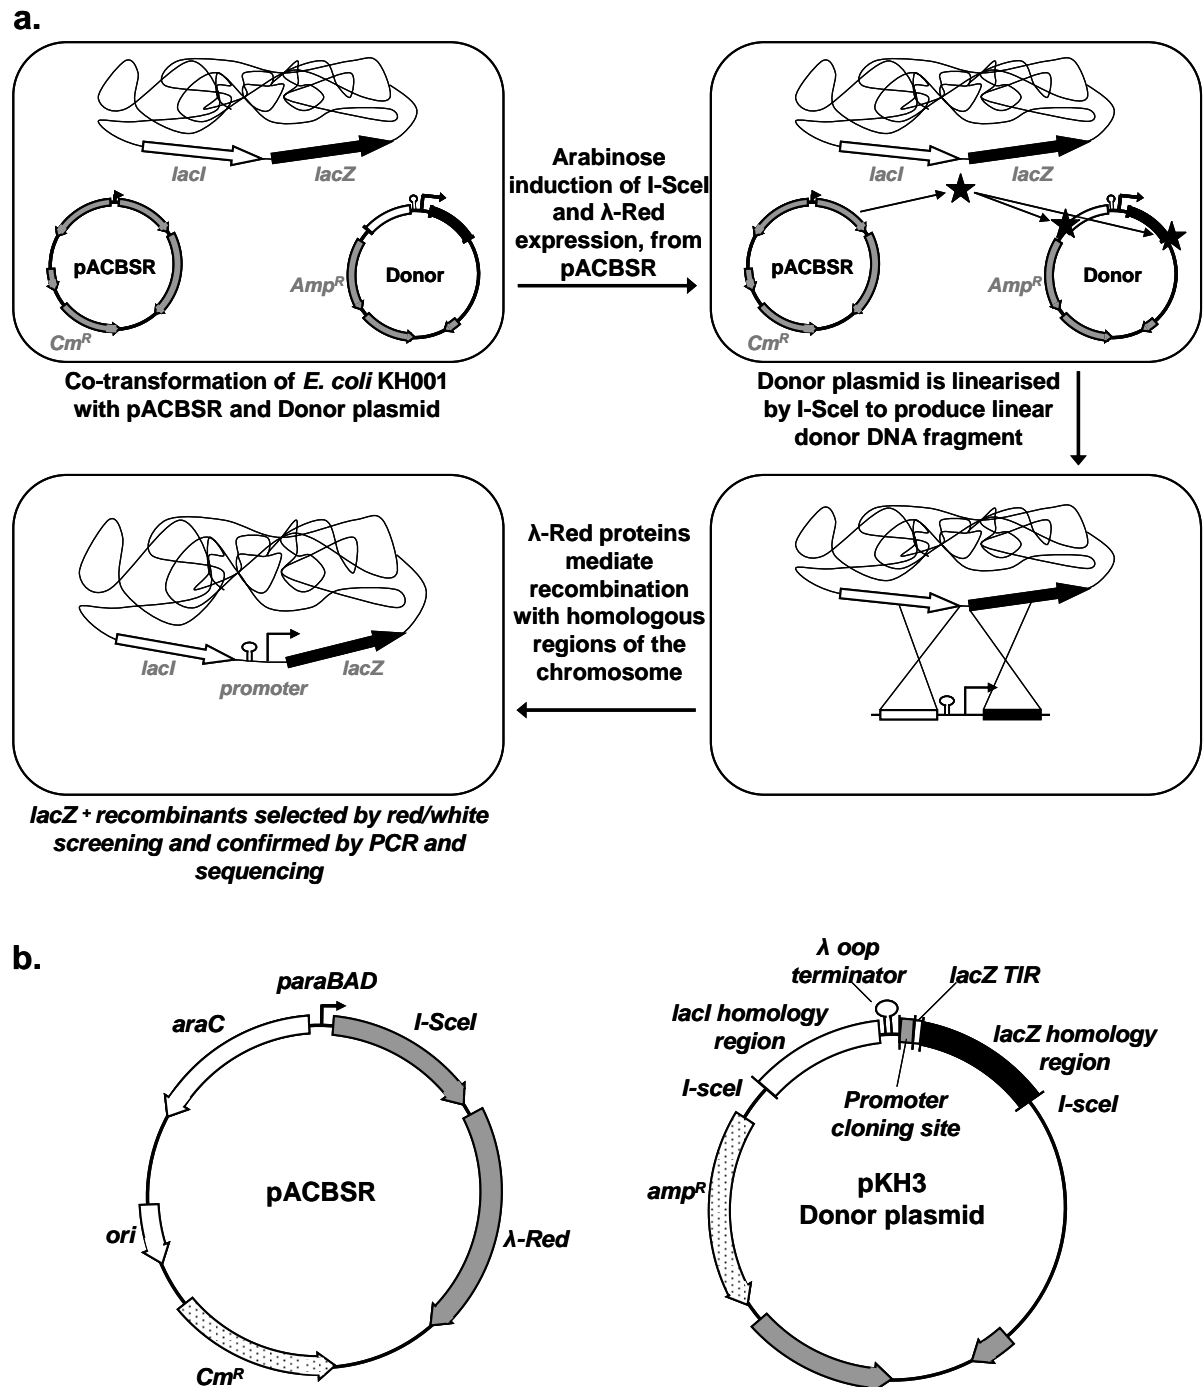 a.
lacI
lacZ
pACBSR
Cm^R
Amp^R
Donor
Co-transformation of E. coli KH001
with pACBSR and Donor plasmid
Arabinose
induction of I-SceI
and λ-Red
expression, from
pACBSR
lacI
lacZ
pACBSR
Cm^R
Amp^R
Donor
Donor plasmid is linearised
by I-SceI to produce linear
donor DNA fragment
λ-Red proteins
mediate
recombination
with homologous
regions of the
chromosome
lacI
promoter
lacZ
lacZ + recombinants selected by red/white
screening and confirmed by PCR and
sequencing
b.
paraBAD
araC
I-SceI
pACBSR
ori
λ-Red
Cm^R
λ oop
terminator
lacZ TIR
lacI homology
region
lacZ homology
region
I-sceI
I-sceI
Promoter
cloning site
amp^R
pKH3
Donor plasmid